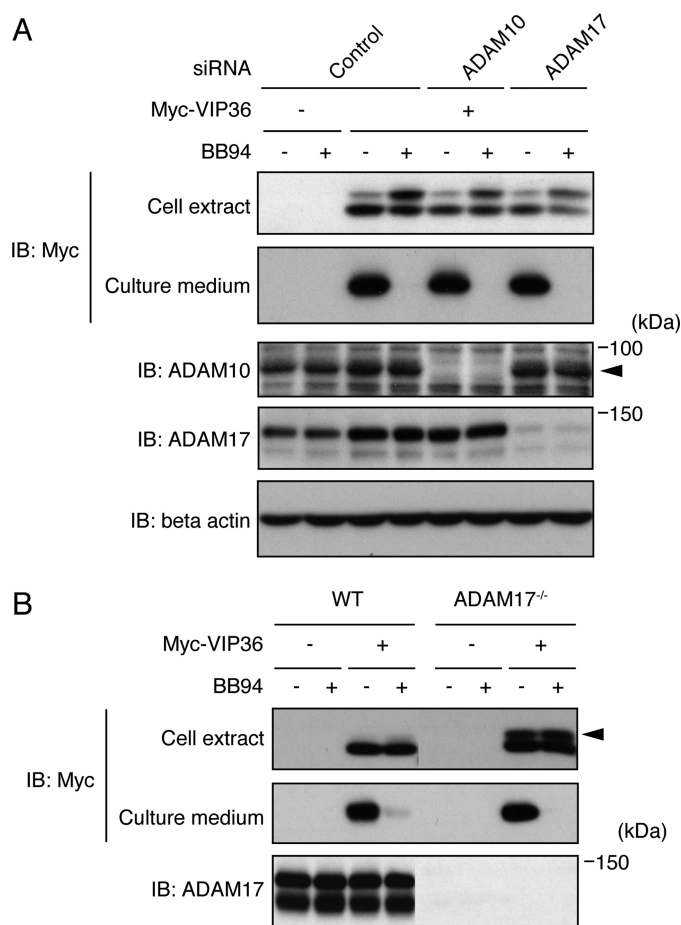 A
siRNA Control ADAM10 ADAM17
Myc-VIP36 - +
BB94 - + - + - + - +
IB: Myc
Cell extract
Culture medium
(kDa)
IB: ADAM10 -100
IB: ADAM17 -150
IB: beta actin
B
WT ADAM17-/-
Myc-VIP36 - + - +
BB94 - + - + - + - +
IB: Myc
Cell extract
Culture medium
(kDa)
IB: ADAM17 -150